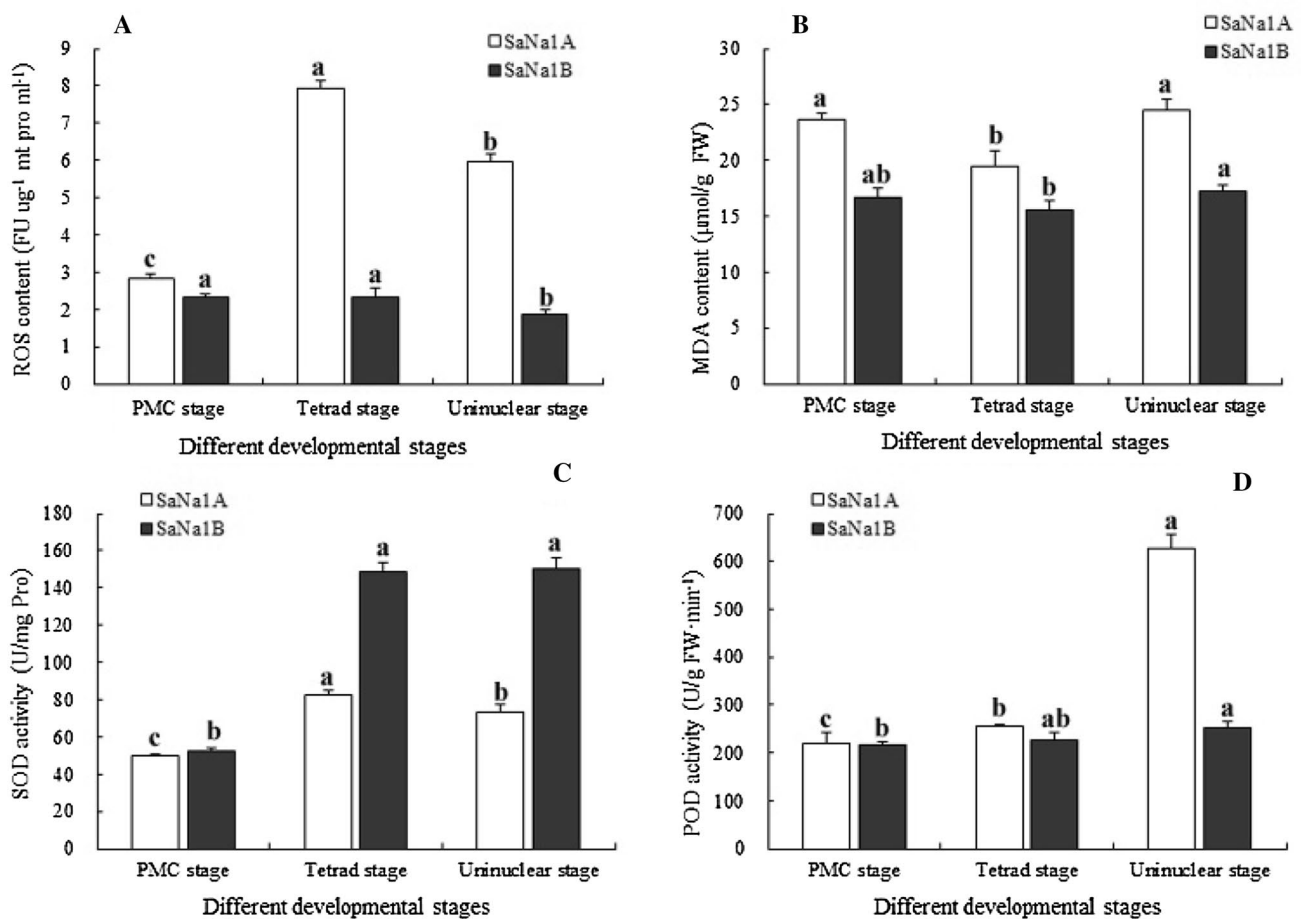 A
SaNa1A
SaNa1B
ROS content (FU ug-1 mt pro ml-1)
9
8
7
6
5
4
3
2
1
0
c
a
a
a
b
b
PMC stage
Tetrad stage
Uninuclear stage
Different developmental stages
B
SaNa1A
SaNa1B
MDA content (μmol/g FW)
30
25
20
15
10
5
0
a
ab
b
b
a
a
PMC stage
Tetrad stage
Uninuclear stage
Different developmental stages
C
SaNa1A
SaNa1B
SOD activity (U/mg Pro)
180
160
140
120
100
80
60
40
20
0
c
b
a
a
b
a
PMC stage
Tetrad stage
Uninuclear stage
Different developmental stages
D
SaNa1A
SaNa1B
POD activity (U/g FW·min-1)
700
600
500
400
300
200
100
0
c
b
b
ab
a
a
PMC stage
Tetrad stage
Uninuclear stage
Different developmental stages